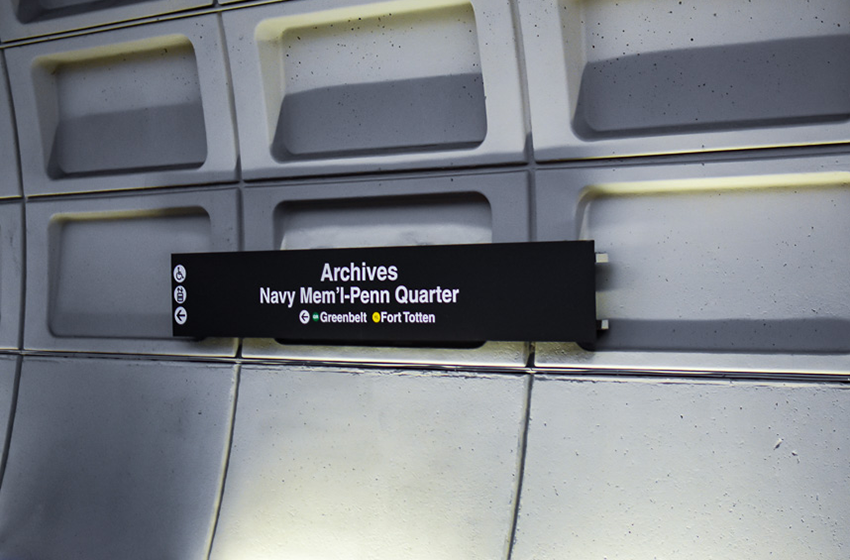 Archives
Navy Mem'l-Penn Quarter
Greenbelt Fort Totten